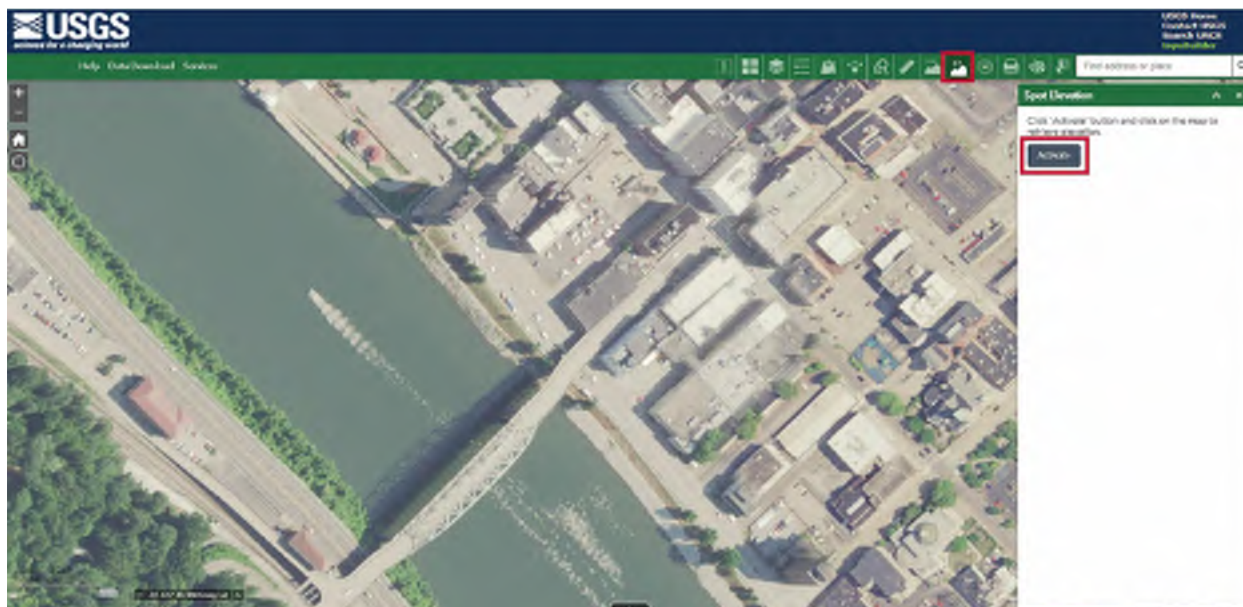 USGS
science for a changing world
USGS Home
Contact USGS
Search USGS
Help Data Download Services
Find address or place
Spot Elevation
Click 'Activate' button and click on the map to
retrieve elevation.
Activate